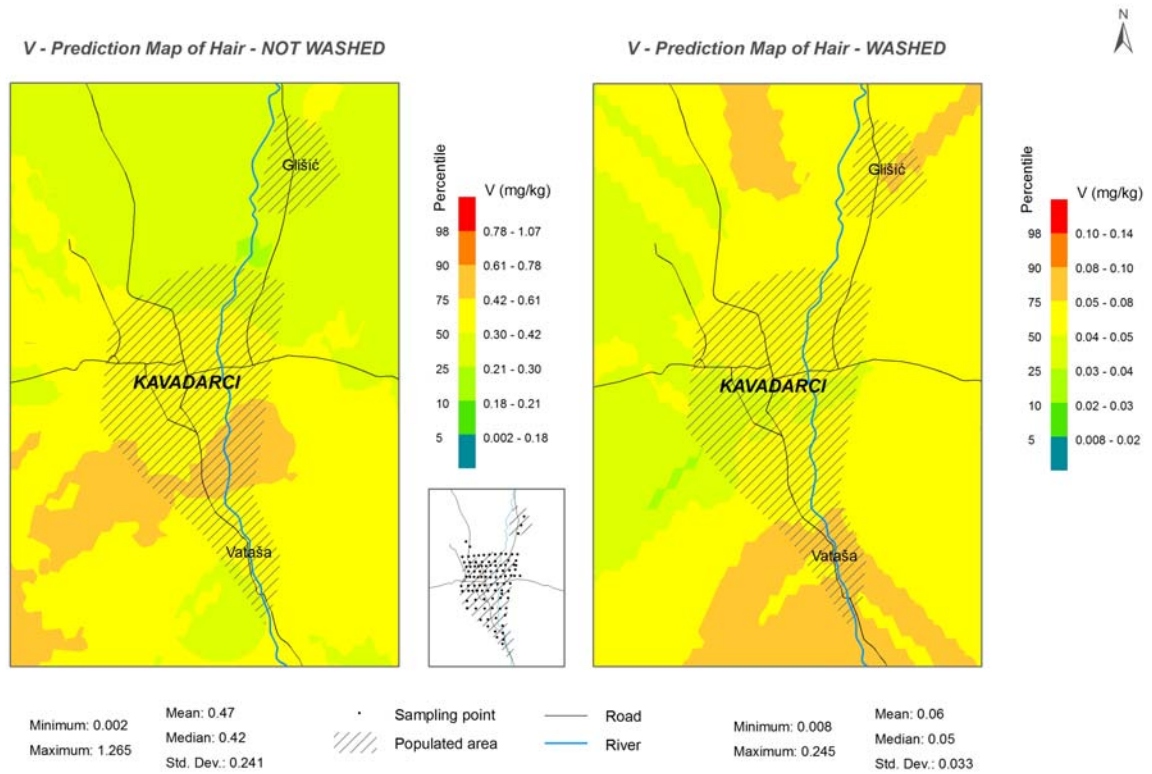 N
V - Prediction Map of Hair - NOT WASHED
V - Prediction Map of Hair - WASHED
Glišić
KAVADARCI
Vataša
Percentile
V (mg/kg)
98
90
75
50
25
10
5
0.78 - 1.07
0.61 - 0.78
0.42 - 0.61
0.30 - 0.42
0.21 - 0.30
0.18 - 0.21
0.002 - 0.18
Glišić
KAVADARCI
Vataša
Percentile
V (mg/kg)
98
90
75
50
25
10
5
0.10 - 0.14
0.08 - 0.10
0.05 - 0.08
0.04 - 0.05
0.03 - 0.04
0.02 - 0.03
0.008 - 0.02
Minimum: 0.002
Maximum: 1.265
Mean: 0.47
Median: 0.42
Std. Dev.: 0.241
Sampling point
Populated area
Road
River
Minimum: 0.008
Maximum: 0.245
Mean: 0.06
Median: 0.05
Std. Dev.: 0.033